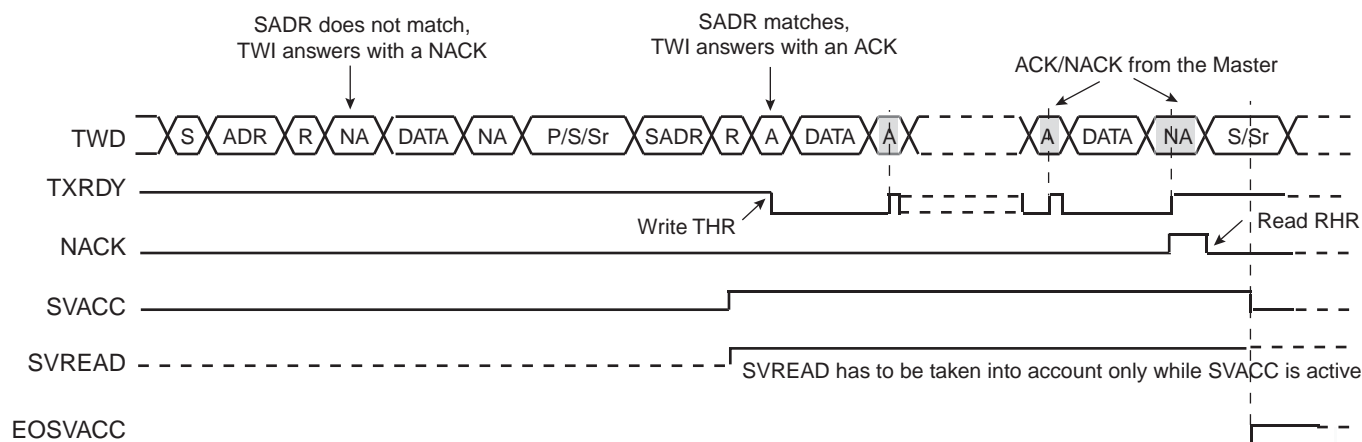 SADR does not match,
TWI answers with a NACK
SADR matches,
TWI answers with an ACK
ACK/NACK from the Master
TWD S ADR R NA DATA NA P/S/Sr SADR R A DATA A A DATA NA S/Sr
TXRDY
Write THR
Read RHR
NACK
SVACC
SVREAD
SVREAD has to be taken into account only while SVACC is active
EOSVACC